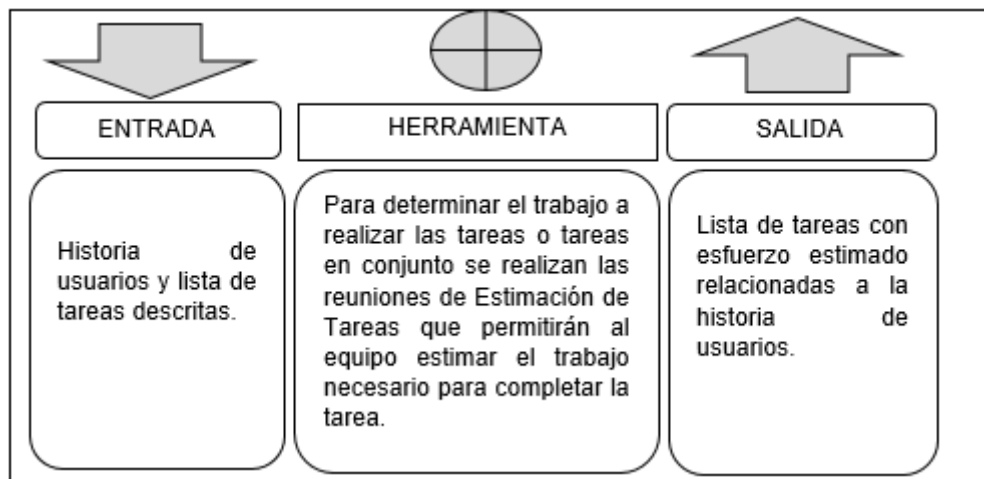 ENTRADA
HERRAMIENTA
SALIDA
Historia de
usuarios y lista de
tareas descritas.
Para determinar el trabajo a
realizar las tareas o tareas
en conjunto se realizan las
reuniones de Estimación de
Tareas que permitirán al
equipo estimar el trabajo
necesario para completar la
tarea.
Lista de tareas con
esfuerzo estimado
relacionadas a la
historia de
usuarios.